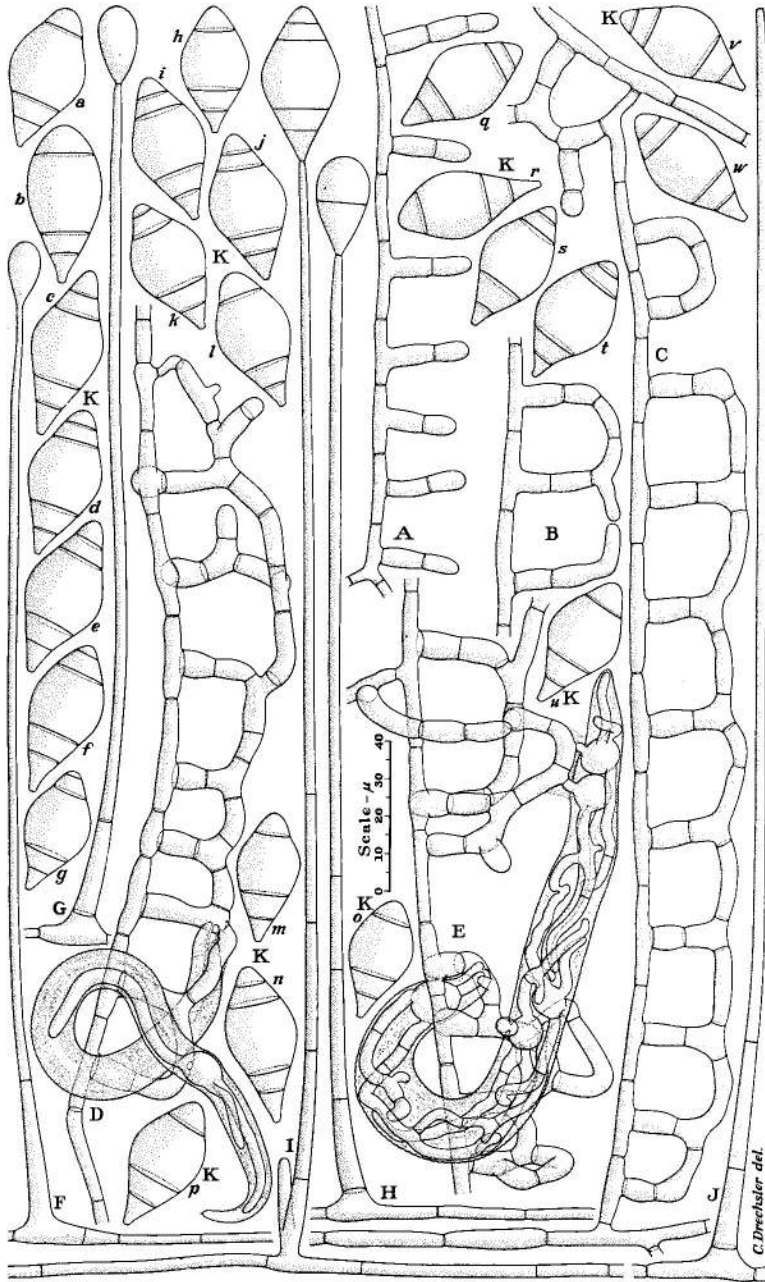 a
b
c
K
d
e
f
g
G
h
i
j
K
k
l
m
K
n
D
K
p
F
I
H
K
q
K
r
s
t
A
B
u K
Scale-μ
40
30
20
10
0
K
o
E
K
v
w
C
J
C. Drechsler del.